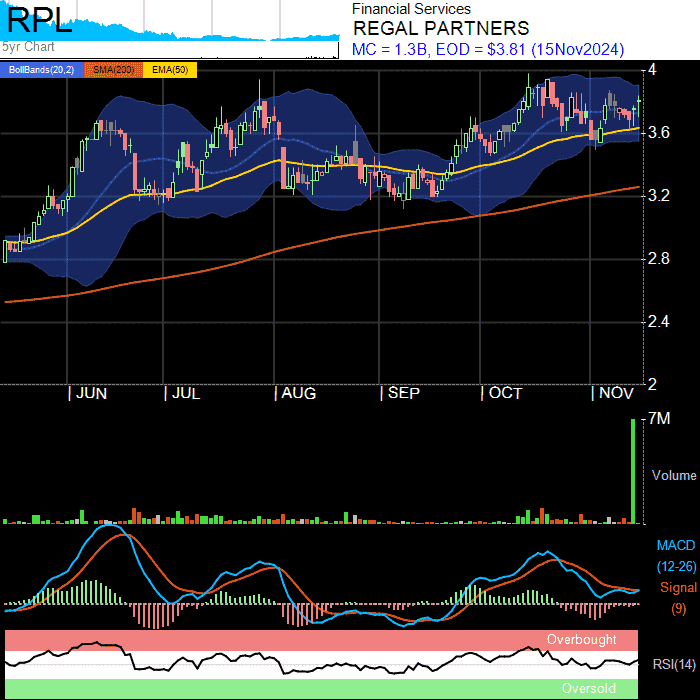 RPL
5yr Chart
Financial Services
REGAL PARTNERS
MC = 1.3B, EOD = $3.81 (15Nov2024)
BollBands(20,2) SMA(200) EMA(50)
4
3.6
3.2
2.8
2.4
2
| JUN | JUL | AUG | SEP | OCT | NOV
7M
Volume
MACD
(12-26)
Signal
(9)
Overbought
RSI(14)
Oversold